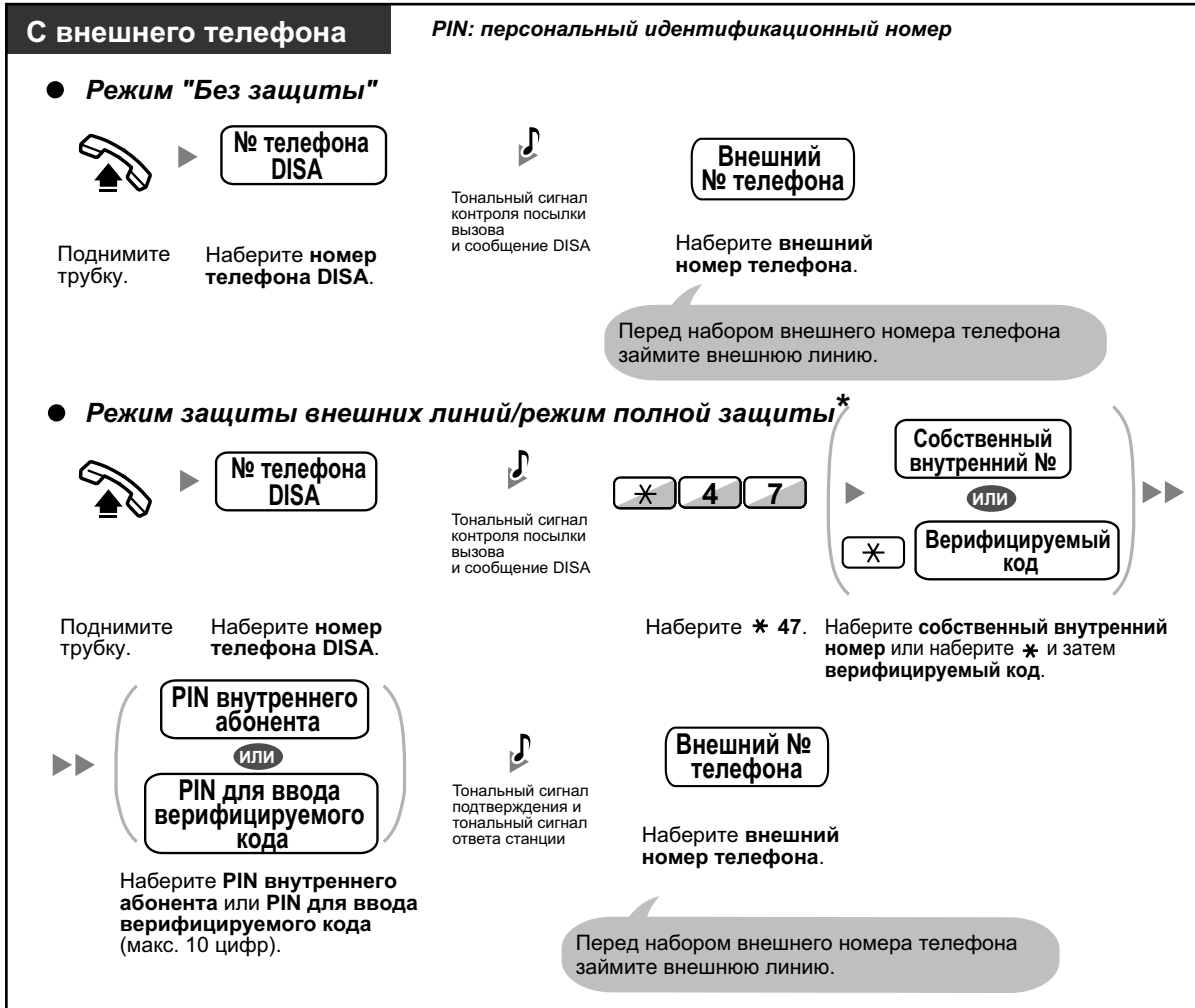 С внешнего телефона
PIN: персональный идентификационный номер
● Режим "Без защиты"
№ телефона
DISA
Внешний
№ телефона
Тональный сигнал
контроля посылки
вызова
и сообщение DISA
Поднимите
трубку.
Наберите номер
телефона DISA.
Наберите внешний
номер телефона.
Перед набором внешнего номера телефона
займите внешнюю линию.
● Режим защиты внешних линий/режим полной защиты*
№ телефона
DISA
Тональный сигнал
контроля посылки
вызова
и сообщение DISA
* 4 7
Собственный
внутренний №
или
* Верифицируемый
код
Поднимите
трубку.
Наберите номер
телефона DISA.
Наберите * 47.
Наберите собственный внутренний
номер или наберите * и затем
верифицируемый код.
PIN внутреннего
абонента
или
PIN для ввода
верифицируемого
кода
Наберите PIN внутреннего
абонента или PIN для ввода
верифицируемого кода
(макс. 10 цифр).
Тональный сигнал
подтверждения и
тональный сигнал
ответа станции
Внешний №
телефона
Наберите внешний
номер телефона.
Перед набором внешнего номера телефона
займите внешнюю линию.